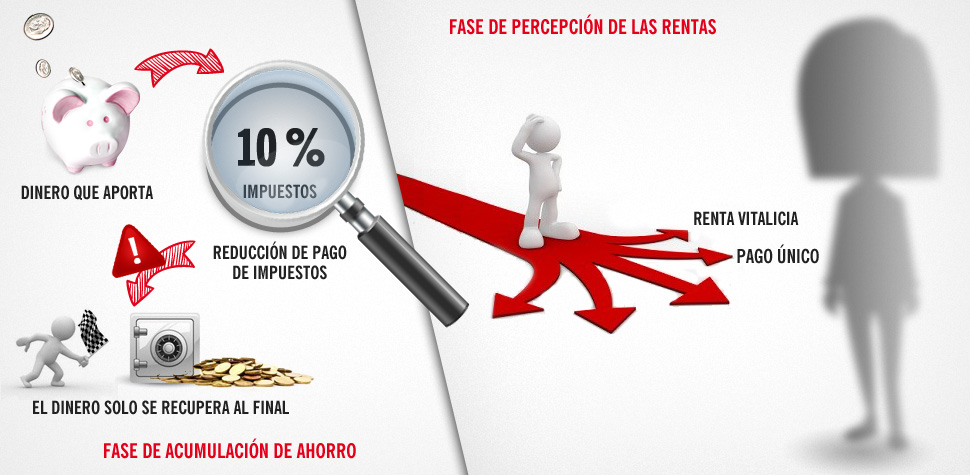 DINERO QUE APORTA
10 %
IMPUESTOS
REDUCCIÓN DE PAGO
DE IMPUESTOS
!
EL DINERO SOLO SE RECUPERA AL FINAL
FASE DE ACUMULACIÓN DE AHORRO
FASE DE PERCEPCIÓN DE LAS RENTAS
RENTA VITALICIA
PAGO ÚNICO